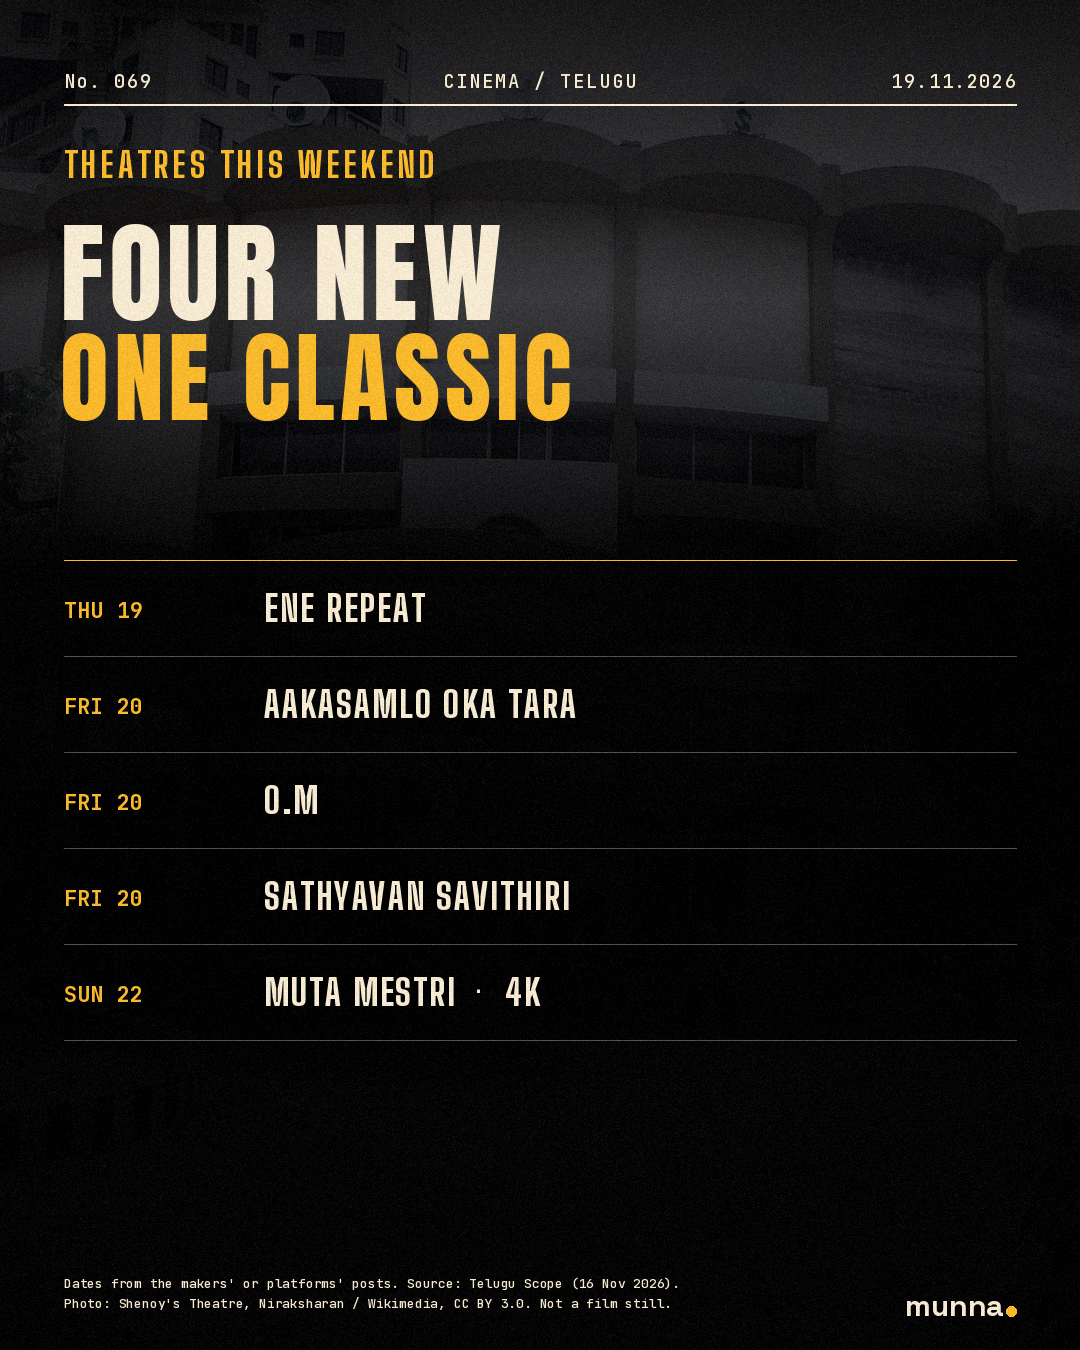 No. 069 CINEMA / TELUGU 19.11.2026
THEATRES THIS WEEKEND
FOUR NEW
ONE CLASSIC
THU 19 ENE REPEAT
FRI 20 AAKASAMLO OKA TARA
FRI 20 O.M
FRI 20 SATHYAVAN SAVITHIRI
SUN 22 MUTA MESTRI · 4K
Dates from the makers' or platforms' posts. Source: Telugu Scope (16 Nov 2026).
Photo: Shenoy's Theatre, Niraksharan / Wikimedia, CC BY 3.0. Not a film still.
munna.